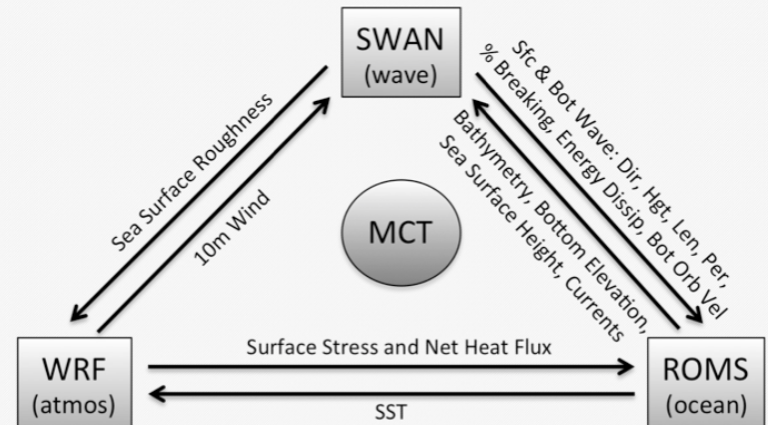 SWAN
(wave)
Sea Surface Roughness
10m Wind
Sfc & Bot Wave: Dir, Hgt, Len, Per,
% Breaking, Energy Dissip, Bot Orb Vel
Bathymetry, Bottom Elevation,
Sea Surface Height, Currents
MCT
WRF
(atmos)
Surface Stress and Net Heat Flux
SST
ROMS
(ocean)